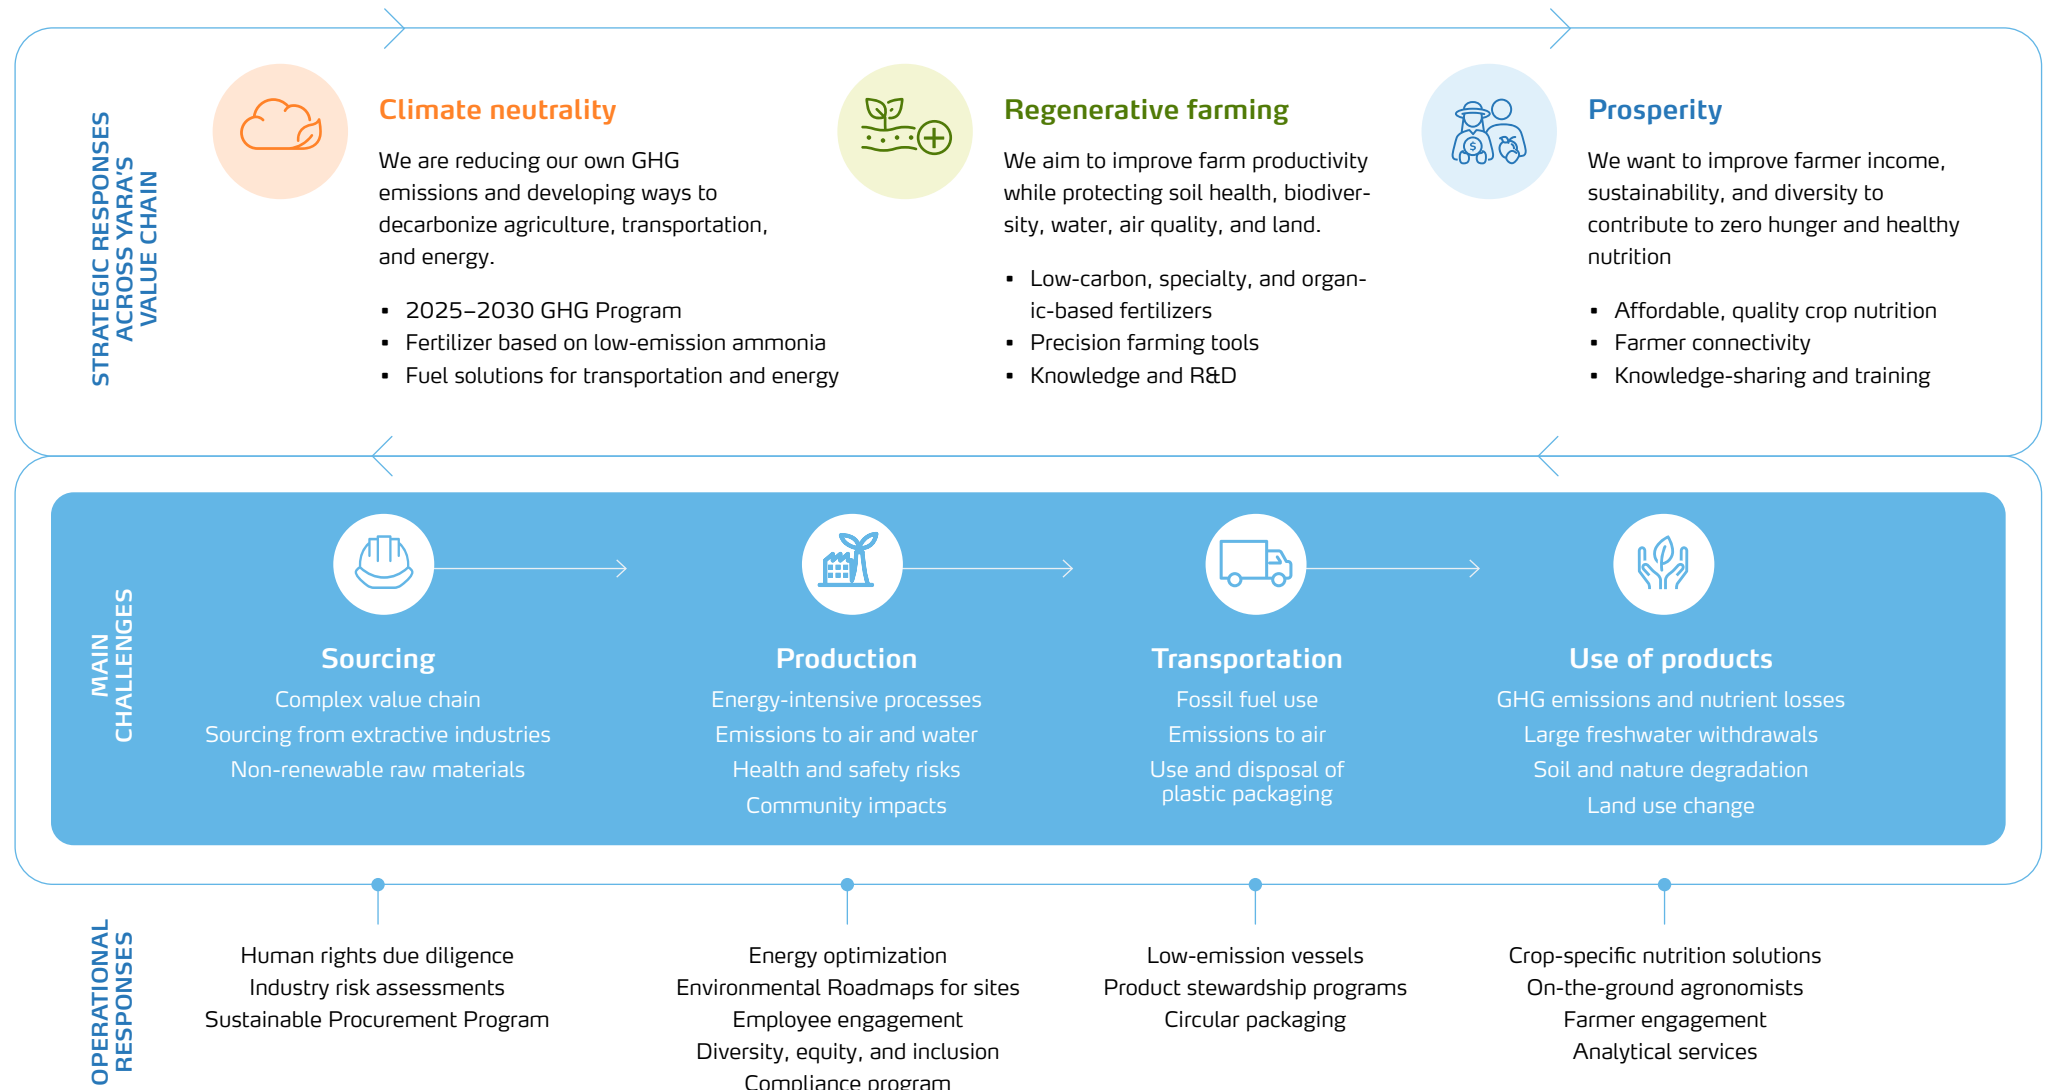 STRATEGIC RESPONSES
ACROSS YARA'S
VALUE CHAIN
Climate neutrality
We are reducing our own GHG
emissions and developing ways to
decarbonize agriculture, transportation,
and energy.
▪ 2025–2030 GHG Program
▪ Fertilizer based on low-emission ammonia
▪ Fuel solutions for transportation and energy
Regenerative farming
We aim to improve farm productivity
while protecting soil health, biodiver-
sity, water, air quality, and land.
▪ Low-carbon, specialty, and organ-
ic-based fertilizers
▪ Precision farming tools
▪ Knowledge and R&D
$
Prosperity
We want to improve farmer income,
sustainability, and diversity to
contribute to zero hunger and healthy
nutrition
▪ Affordable, quality crop nutrition
▪ Farmer connectivity
▪ Knowledge-sharing and training
MAIN
CHALLENGES
Sourcing
Complex value chain
Sourcing from extractive industries
Non-renewable raw materials
Production
Energy-intensive processes
Emissions to air and water
Health and safety risks
Community impacts
Transportation
Fossil fuel use
Emissions to air
Use and disposal of
plastic packaging
Use of products
GHG emissions and nutrient losses
Large freshwater withdrawals
Soil and nature degradation
Land use change
OPERATIONAL
RESPONSES
Human rights due diligence
Industry risk assessments
Sustainable Procurement Program
Energy optimization
Environmental Roadmaps for sites
Employee engagement
Diversity, equity, and inclusion
Compliance program
Low-emission vessels
Product stewardship programs
Circular packaging
Crop-specific nutrition solutions
On-the-ground agronomists
Farmer engagement
Analytical services